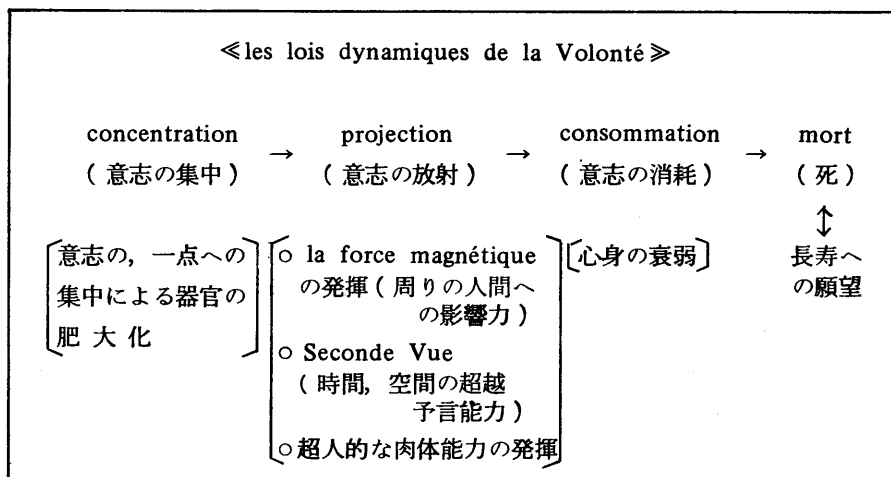 ≪les lois dynamiques de la Volonté≫
concentration → projection → consommation → mort
(意志の集中) (意志の放射) (意志の消耗) (死)
↕
意志の，一点への
集中による器官の
肥大化
○ la force magnétique
の発揮(周りの人間へ
の影響力)
○ Seconde Vue
(時間，空間の超越
予言能力)
○超人的な肉体能力の発揮
〔心身の衰弱〕
長寿へ
の願望